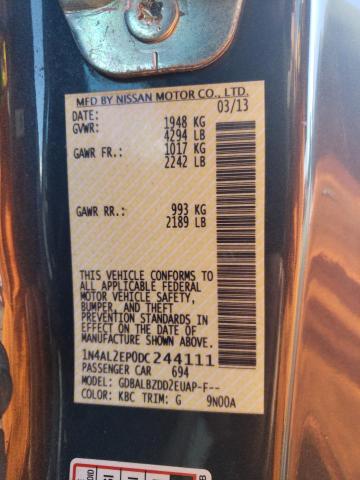 MFD BY NISSAN MOTOR CO., LTD.
DATE: 03/13
GVWR: 1948 KG
4294 LB
GAWR FR.: 1017 KG
2242 LB
GAWR RR.: 993 KG
2189 LB
THIS VEHICLE CONFORMS TO
ALL APPLICABLE FEDERAL
MOTOR VEHICLE SAFETY,
BUMPER, AND THEFT
PREVENTION STANDARDS
IN EFFECT ON THE DATE OF
MANUFACTURE SHOWN ABOVE.
1N4AL2EP0DC244111
PASSENGER CAR 694
MODEL: GDBALBZDD2EUAP-F--
COLOR: KBC TRIM: G 9N00A